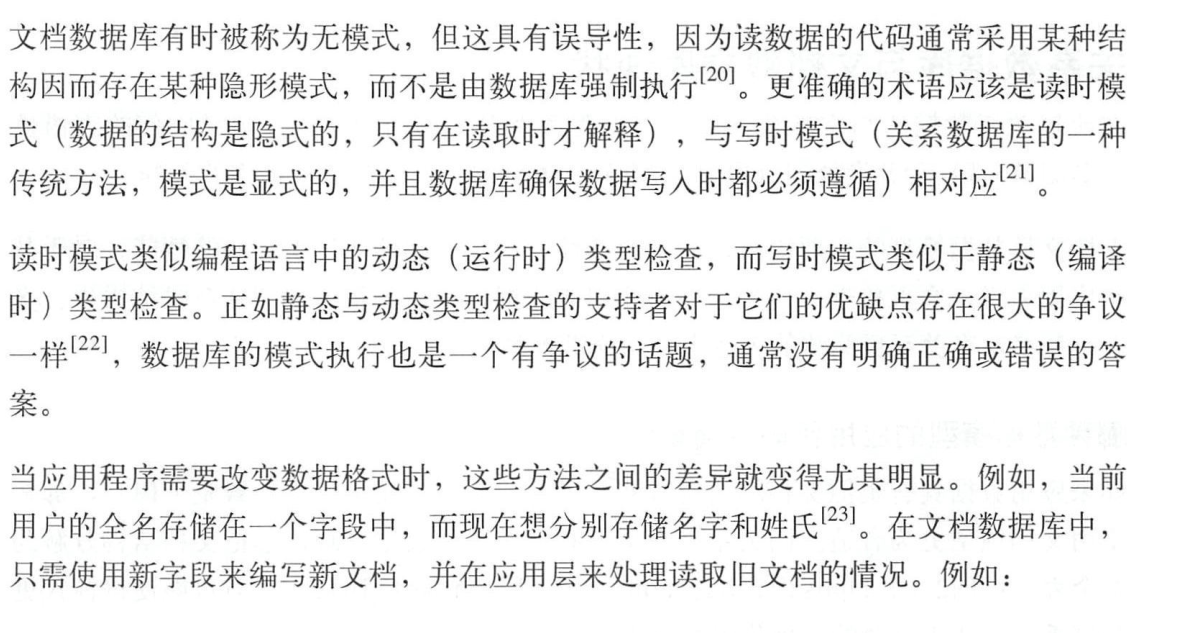 文档数据库有时被称为无模式，但这具有误导性，因为读数据的代码通常采用某种结
构因而存在某种隐形模式，而不是由数据库强制执行[20]。更准确的术语应该是读时模
式（数据的结构是隐式的，只有在读取时才解释），与写时模式（关系数据库的一种
传统方法，模式是显式的，并且数据库确保数据写入时都必须遵循）相对应[21]。
读时模式类似编程语言中的动态（运行时）类型检查，而写时模式类似于静态（编译
时）类型检查。正如静态与动态类型检查的支持者对于它们的优缺点存在很大的争议
一样[22]，数据库的模式执行也是一个有争议的话题，通常没有明确正确或错误的答
案。
当应用程序需要改变数据格式时，这些方法之间的差异就变得尤其明显。例如，当前
用户的全名存储在一个字段中，而现在想分别存储名字和姓氏[23]。在文档数据库中，
只需使用新字段来编写新文档，并在应用层来处理读取旧文档的情况。例如：